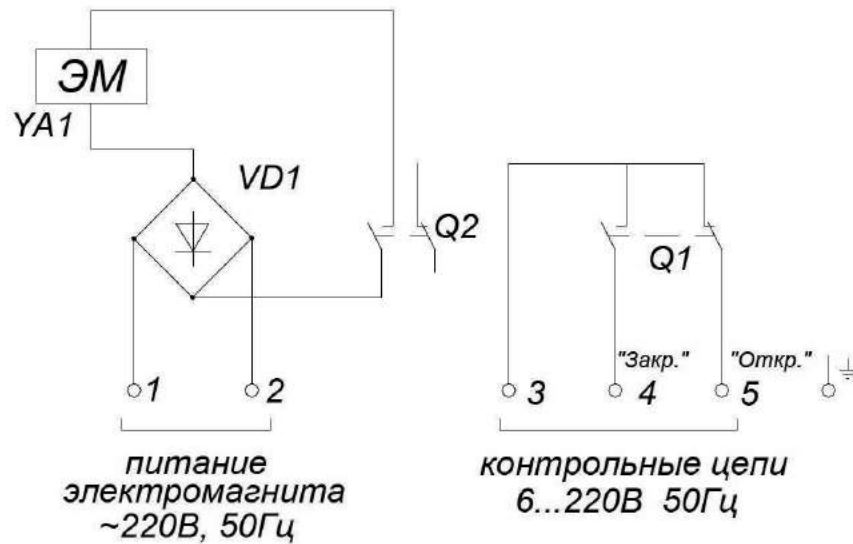 ЭМ
YA1
VD1
Q2
Q1
"Закр."
"Откр."
1
2
3
4
5
питание
электромагнита
~220В, 50Гц
контрольные цепи
6...220В 50Гц